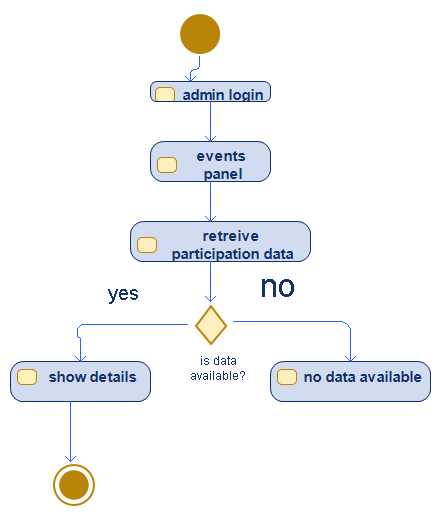 admin login
events
panel
retreive
participation data
yes
no
is data
available?
show details
no data available